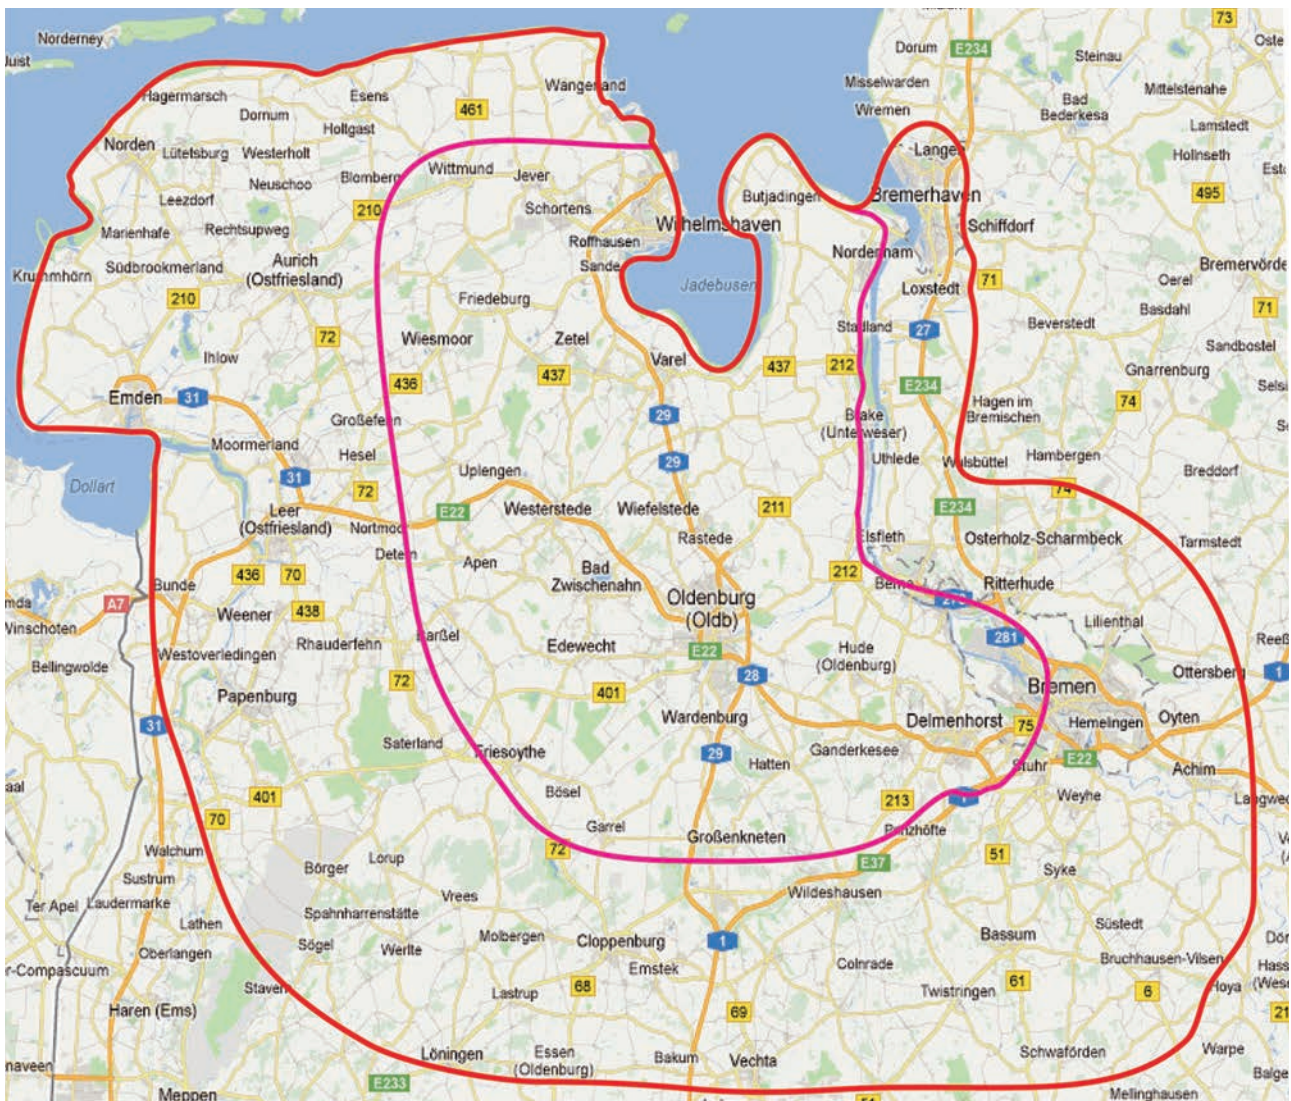 73
Norderney
Dorum
E234
Oste
Juist
Steinau
Misselwarden
Mittelstenahe
Wangerland
Hagermarsch
Esens
Bad
Bederkesa
Wremen
461
Dornum
Holtgast
Lamstedt
Norden
Lütetsburg
Westerholt
Langen
Holnseth
Wittmund
Jever
Blomberg
Neuschoo
Butjadingen
Bremerhaven
495
Leezdorf
210
Schortens
Wilhelmshaven
Schiffdorf
Marienhafe
Rechtsupweg
Roffhausen
Nordenham
Krummhörn
Südbrookmerland
Aurich
(Ostfriesland)
Sande
Bremervörde
Jadebusen
Loxstedt
71
Oerel
210
Friedeburg
Basdahl
71
Stadland
27
Beverstedt
72
Wiesmoor
Zetel
Sandbostel
Ihlow
Varel
437
212
Gnarrenburg
437
436
E234
Emden
31
Hagen im
Bremischen
74
29
Großefehn
Brake
(Unterweser)
Moormerland
Hesel
Uthlede
Wulsbüttel
Hambergen
29
Uplengen
Breddorf
31
Dollart
72
74
Leer
(Ostfriesland)
E22
Westerstede
Wiefelstede
211
E234
Nortmoor
Rastede
Elsfleth
Osterholz-Scharmbeck
Tarmstedt
Detern
Apen
Bad
Zwischenahn
212
Berne
Ritterhude
Bunde
436
70
Oldenburg
(Oldb)
A7
Weener
438
Lilienthal
Winschoten
Barßel
281
Rhauderfehn
Edewecht
E22
Hude
(Oldenburg)
Bellingwolde
Westoverledingen
Ottersberg
1
72
28
Papenburg
401
Bremen
Wardenburg
Delmenhorst
Hemelingen
Oyten
31
75
Saterland
Friesoythe
29
Ganderkesee
E22
Hatten
Stuhr
Achim
401
Bösel
213
Weyhe
70
Garrel
Großenkneten
72
51
Walchum
Börger
Lorup
E37
Syke
Sustrum
Wildeshausen
Ter Apel
Laudermarke
Vrees
Spahnharrenstätte
Lathen
Süstedt
Molbergen
Cloppenburg
1
Bassum
Sögel
Werlte
Oberlangen
Bruchhausen-Vilsen
Emstek
Colnrade
61
68
Lastrup
Twistringen
6
Hoya
Haren (Ems)
69
Löningen
Essen
(Oldenburg)
Bakum
Vechta
Schwaförden
Warpe
E233
Meppen
Mellinghausen